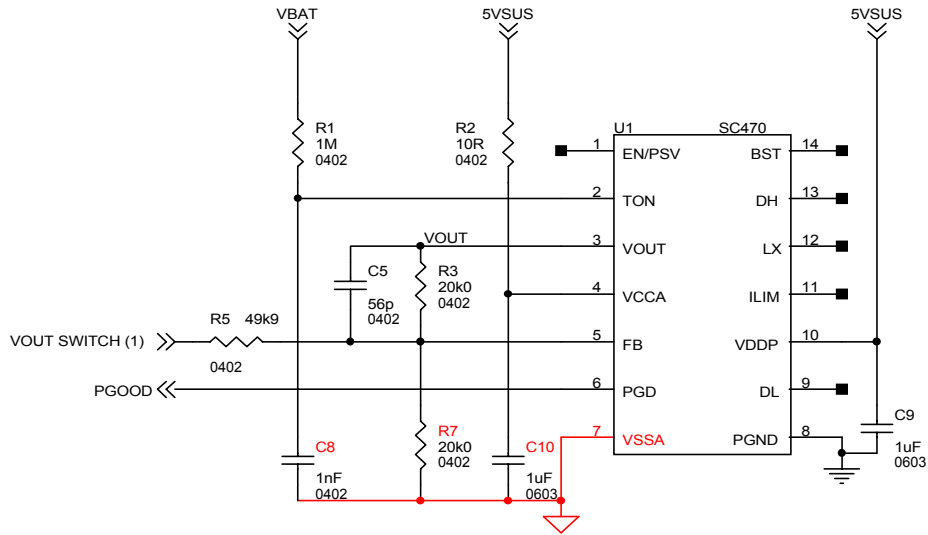 VBAT
5VSUS
5VSUS
R1
1M
0402
R2
10R
0402
U1
SC470
1
EN/PSV
BST
14
2
TON
DH
13
VOUT
3
VOUT
LX
12
C5
56p
0402
R3
20k0
0402
4
VCCA
ILIM
11
VOUT SWITCH (1)
R5 49k9
0402
5
FB
VDDP
10
PGOOD
6
PGD
DL
9
C9
1uF
0603
C8
1nF
0402
R7
20k0
0402
C10
1uF
0603
7
VSSA
PGND
8